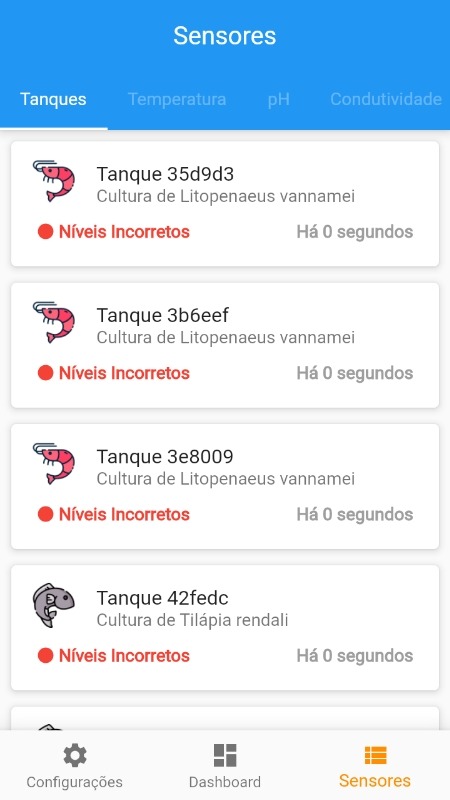 Sensores
Tanques Temperatura pH Condutividade
Tanque 35d9d3
Cultura de Litopenaeus vannamei
Níveis Incorretos Há 0 segundos
Tanque 3b6eef
Cultura de Litopenaeus vannamei
Níveis Incorretos Há 0 segundos
Tanque 3e8009
Cultura de Litopenaeus vannamei
Níveis Incorretos Há 0 segundos
Tanque 42fedc
Cultura de Tilápia rendali
Níveis Incorretos Há 0 segundos
Configurações Dashboard Sensores